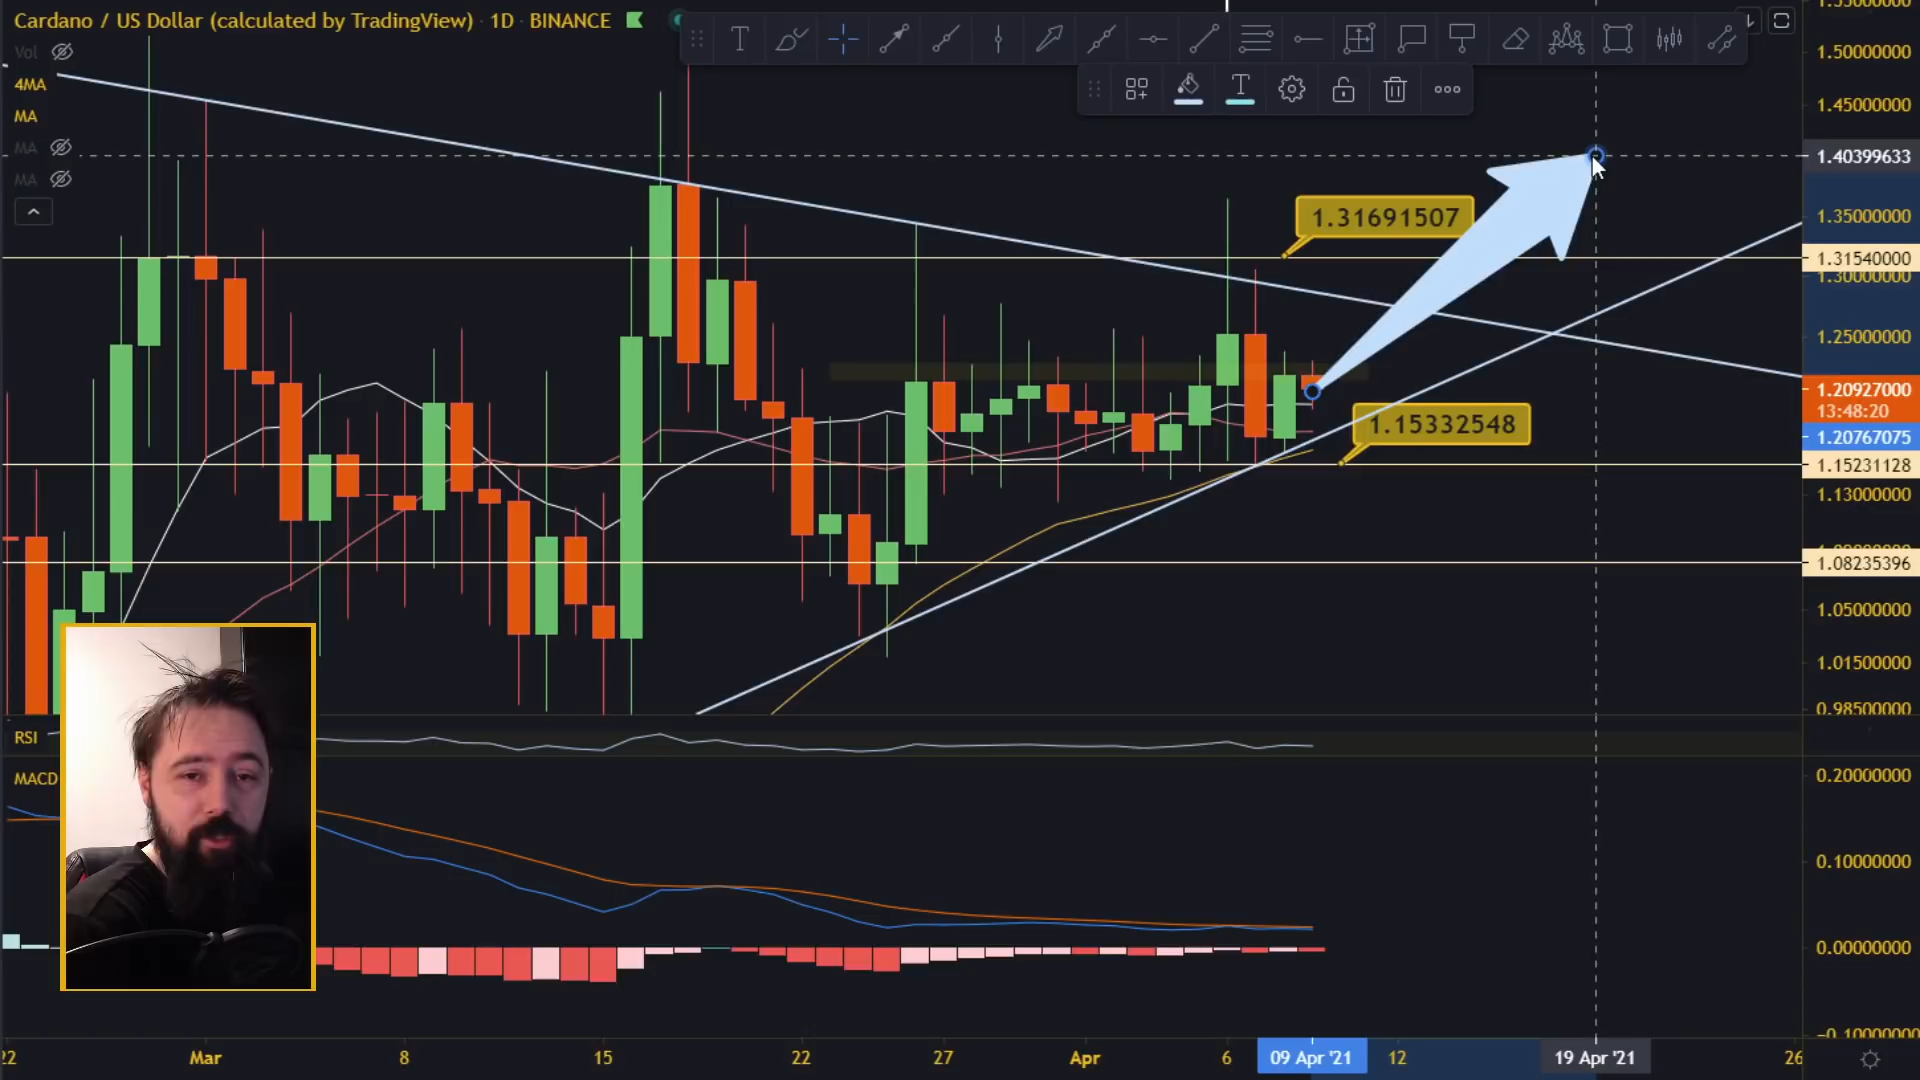 Cardano / US Dollar (calculated by TradingView) · 1D · BINANCE
Vol
4MA
MA
MA
MA
T
T
1.31691507
1.15332548
1.50000000
1.45000000
1.40399633
1.35000000
1.31540000
1.30000000
1.25000000
1.20927000
13:48:20
1.20767075
1.15231128
1.13000000
1.08235396
1.05000000
1.01500000
0.98500000
RSI
MACD
0.20000000
0.10000000
0.00000000
-0.10000000
22
Mar
8
15
22
27
Apr
6
09 Apr '21
12
19 Apr '21
26